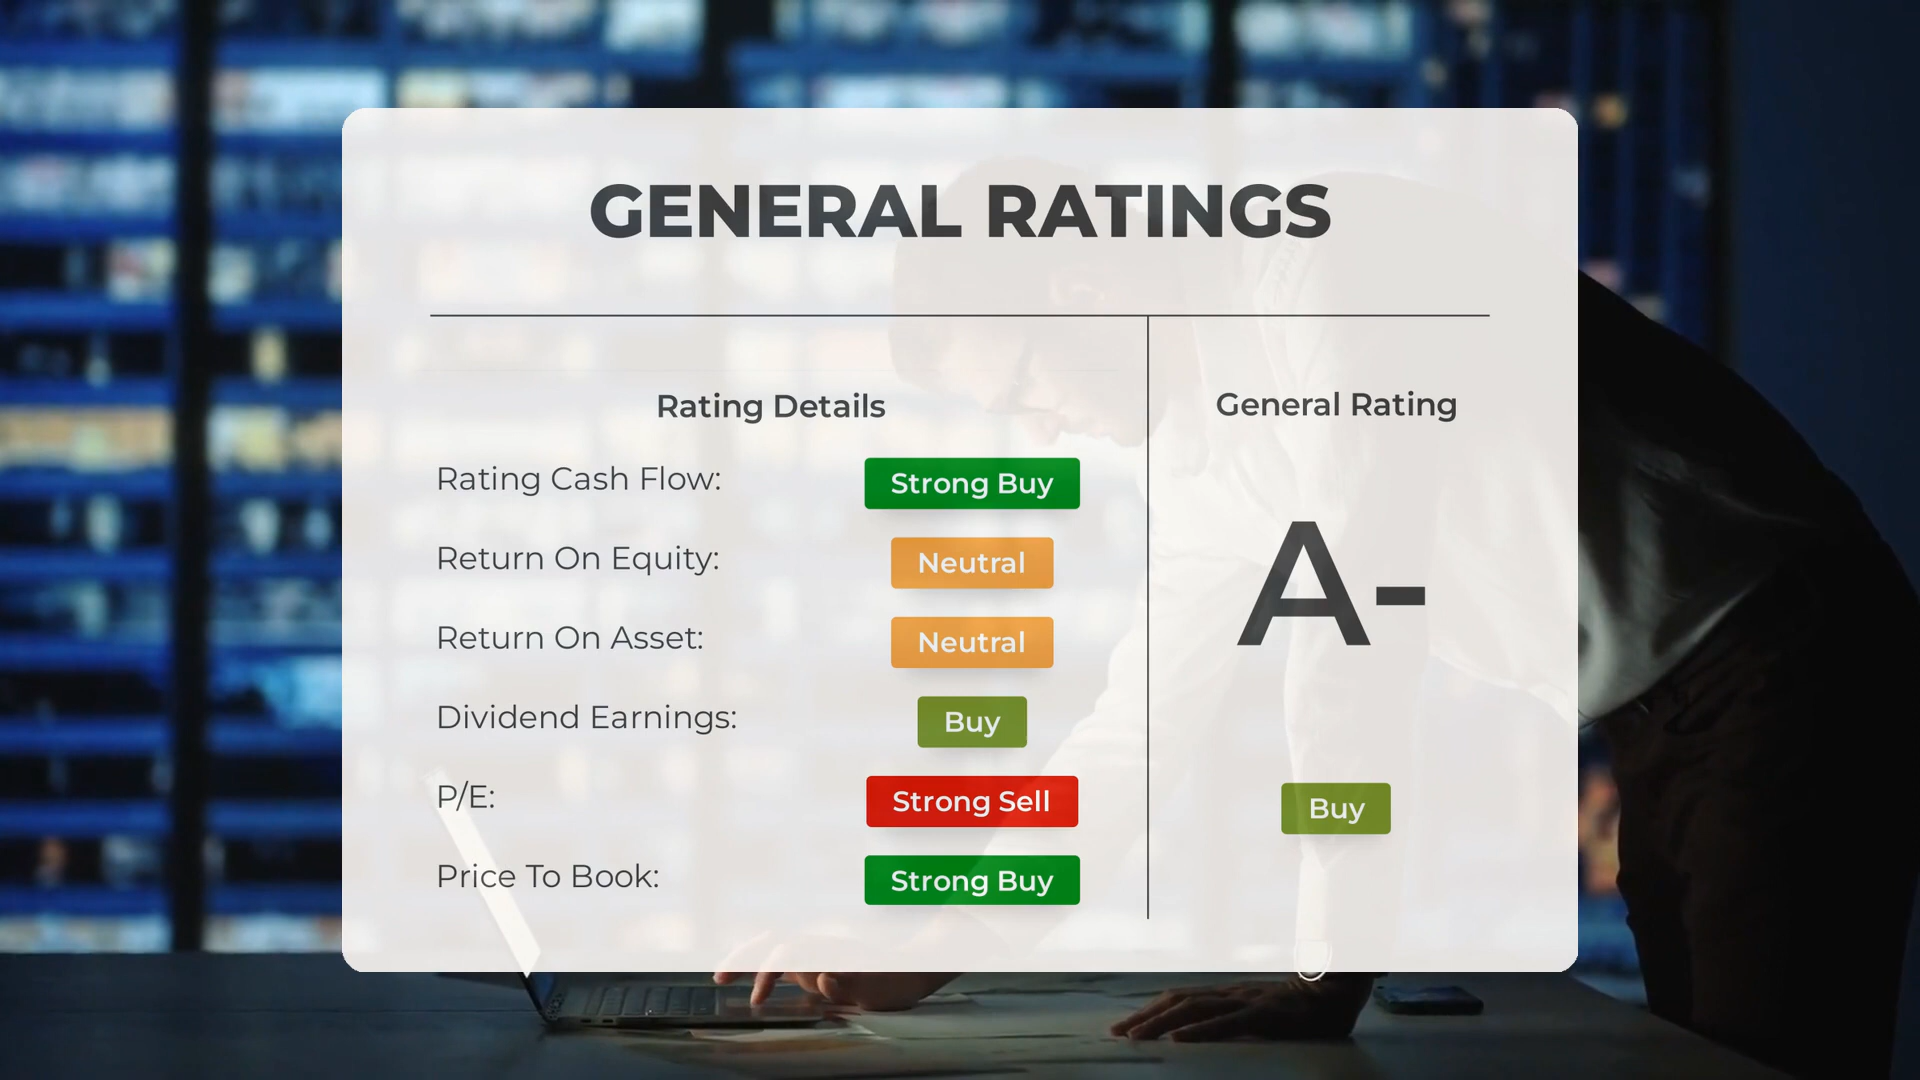 GENERAL RATINGS
Rating Details
Rating Cash Flow: Strong Buy
Return On Equity: Neutral
Return On Asset: Neutral
Dividend Earnings: Buy
P/E: Strong Sell
Price To Book: Strong Buy
General Rating
A-
Buy